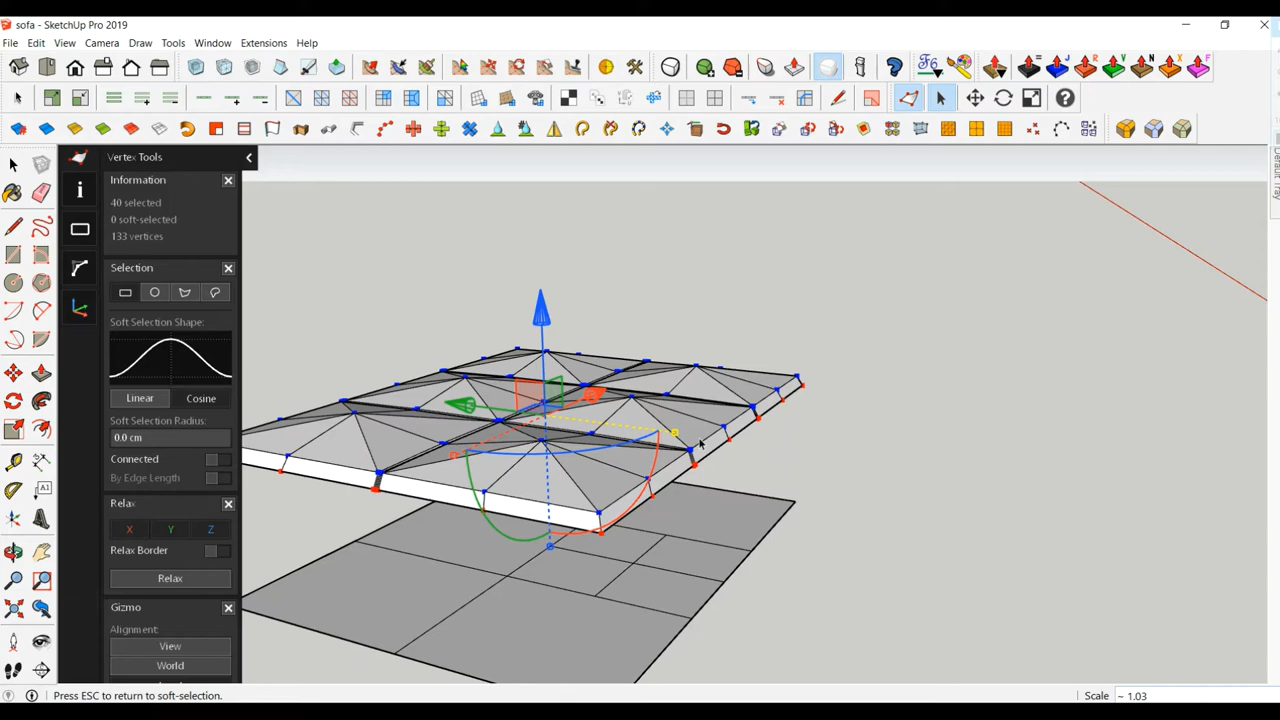 sofa - SketchUp Pro 2019
File Edit View Camera Draw Tools Window Extensions Help
Vertex Tools
Information
40 selected
0 soft-selected
133 vertices
Selection
Soft Selection Shape:
Linear Cosine
Soft Selection Radius:
0.0 cm
Connected
By Edge Length
Relax
X Y Z
Relax Border
Relax
Gizmo
Alignment:
View
World
Press ESC to return to soft-selection.
Scale ~ 1.03
Default Tray